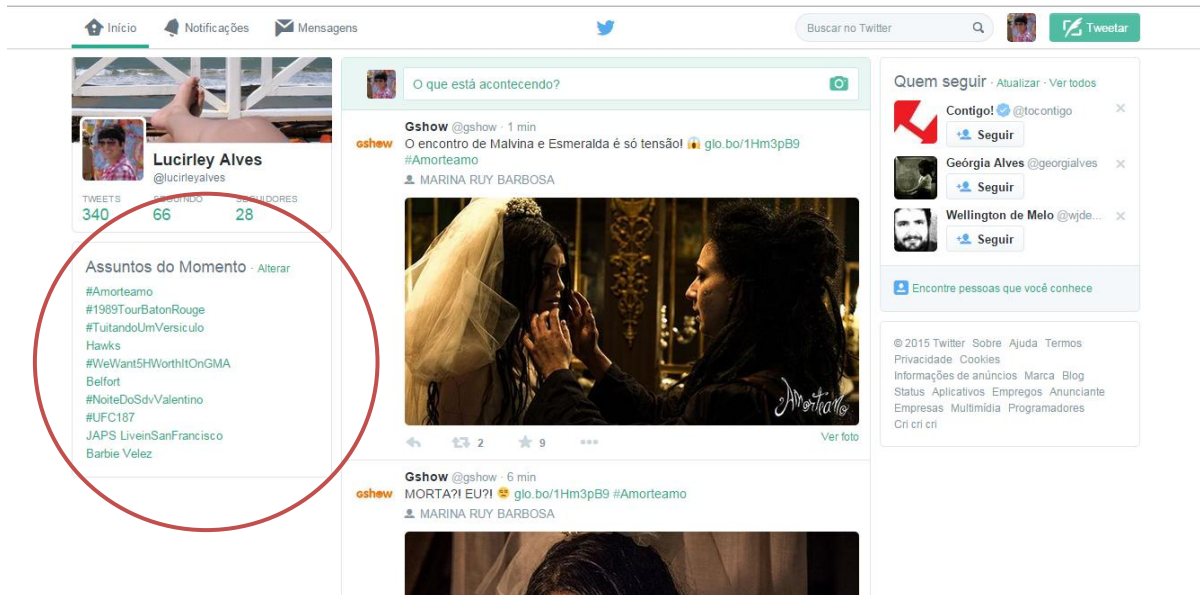 Início Notificações Mensagens Buscar no Twitter Tweetar
Lucirley Alves
@lucirleyalves
TWEETS SEGUINDO SEGUIDORES
340 66 28
Assuntos do Momento · Alterar
#Amorteamo
#1989TourBatonRouge
#TuitandoUmVersiculo
Hawks
#WeWant5HWorthItOnGMA
Belfort
#NoiteDoSdvValentino
#UFC187
JAPS LiveinSanFrancisco
Barbie Velez
O que está acontecendo?
Gshow @gshow · 1 min
gshow
O encontro de Malvina e Esmeralda é só tensão! 😱 glo.bo/1Hm3pB9
#Amorteamo
MARINA RUY BARBOSA
Amorteamo
2 9
Ver foto
Gshow @gshow · 6 min
gshow
MORTA?! EU?! 😒 glo.bo/1Hm3pB9 #Amorteamo
MARINA RUY BARBOSA
Quem seguir · Atualizar · Ver todos
Contigo! @tocontigo
Seguir
Geórgia Alves @georgialves
Seguir
Wellington de Melo @wjde...
Seguir
Encontre pessoas que você conhece
© 2015 Twitter Sobre Ajuda Termos
Privacidade Cookies
Informações de anúncios Marca Blog
Status Aplicativos Empregos Anunciante
Empresas Multimídia Programadores
Cri cri cri